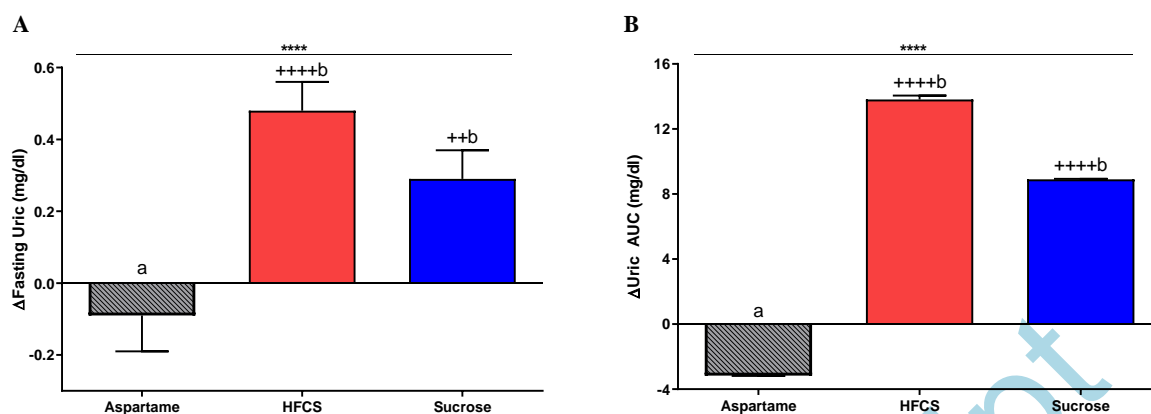 A
****
0.6
++++b
0.4
++b
0.2
a
0.0
-0.2
ΔFasting Uric (mg/dl)
Aspartame HFCS Sucrose
B
****
16
++++b
12
++++b
8
4
a
0
-4
ΔUric AUC (mg/dl)
Aspartame HFCS Sucrose
pt